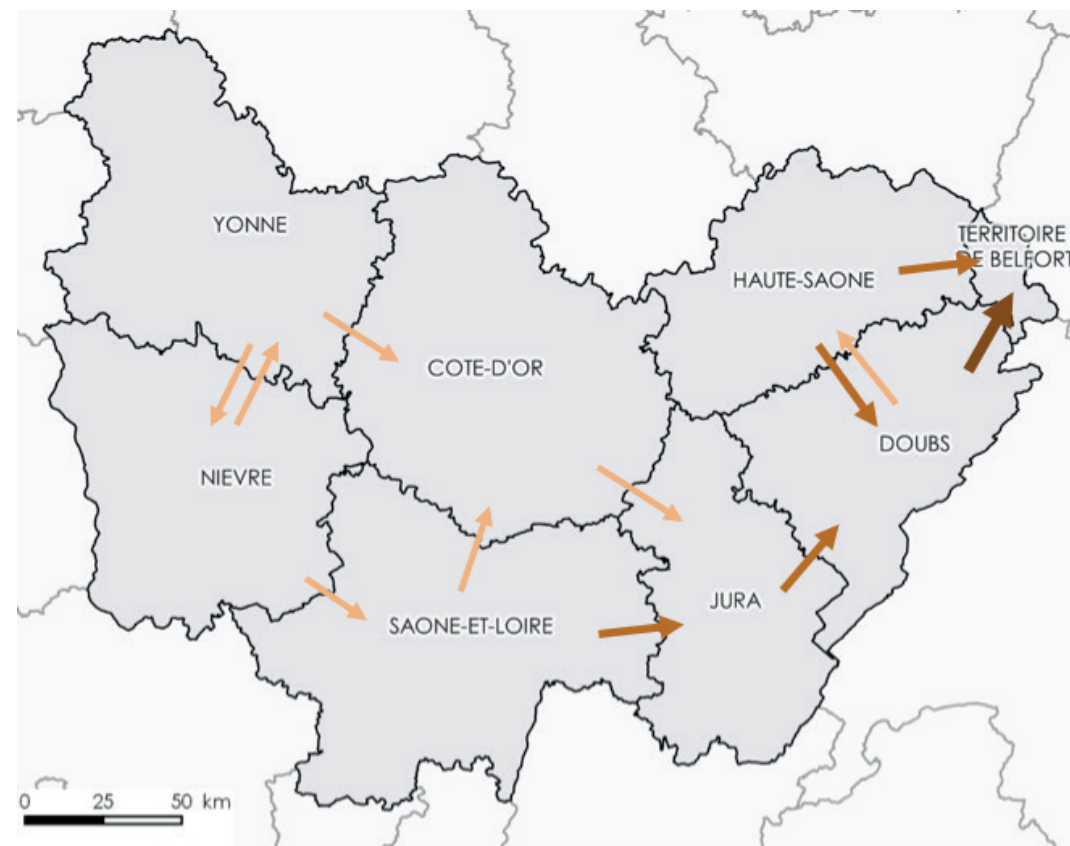 YONNE
TERRITOIRE
DE BELFORT
HAUTE-SAONE
COTE-D'OR
DOUBS
NIEVRE
JURA
SAONE-ET-LOIRE
0 25 50 km